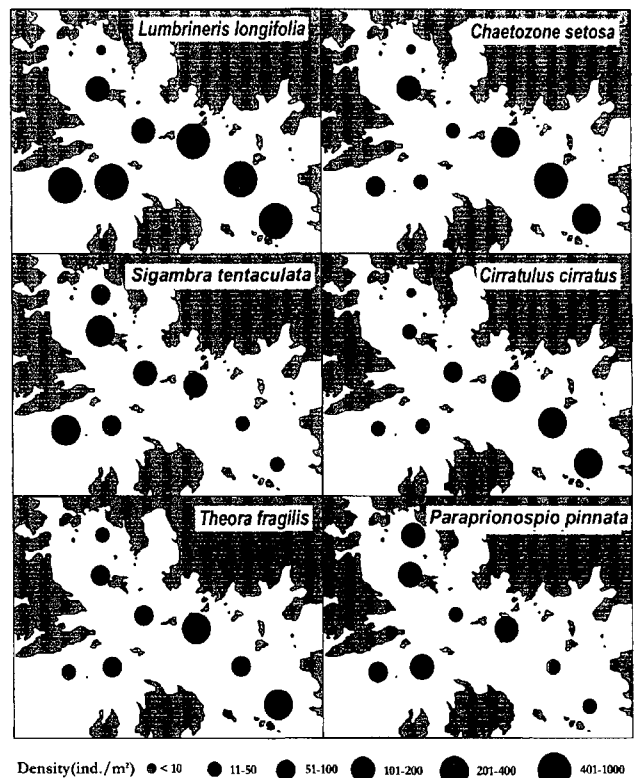 Lumbrineris longifolia
Chaetozone setosa
Sigambra tentaculata
Cirratulus cirratus
Theora fragilis
Paraprionospio pinnata
Density(ind./m²) < 10 11-50 51-100 101-200 201-400 401-1000